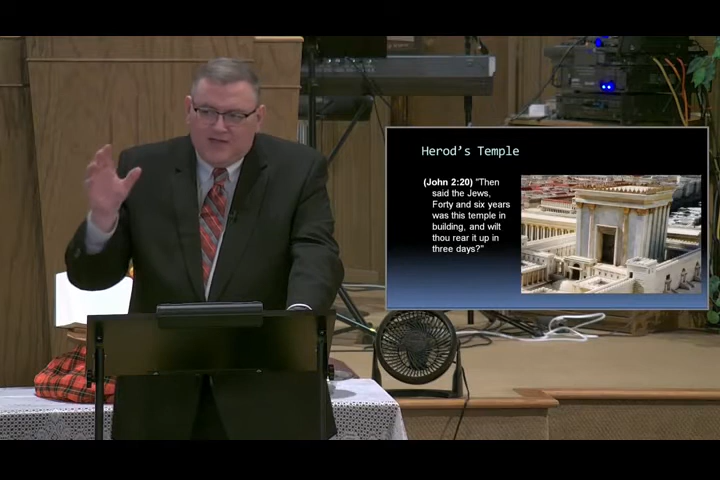 Herod's Temple
(John 2:20) "Then
said the Jews,
Forty and six years
was this temple in
building, and wilt
thou rear it up in
three days?"